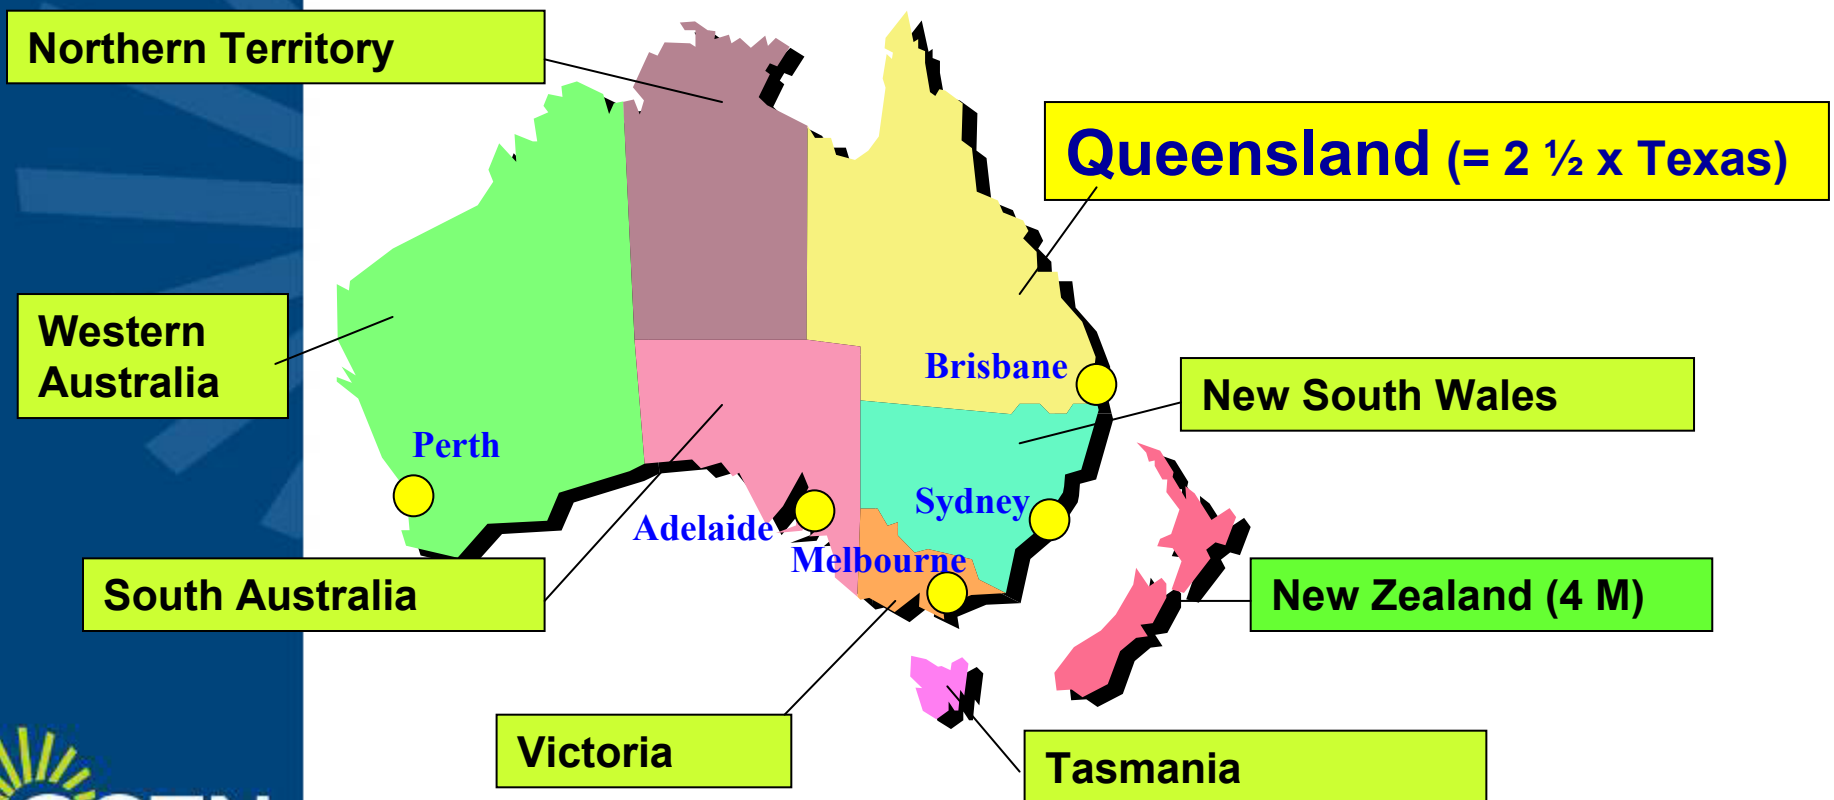 Northern Territory
Queensland (= 2 ½ x Texas)
Western
Australia
Brisbane
New South Wales
Perth
Sydney
Adelaide
Melbourne
South Australia
New Zealand (4 M)
Victoria
Tasmania